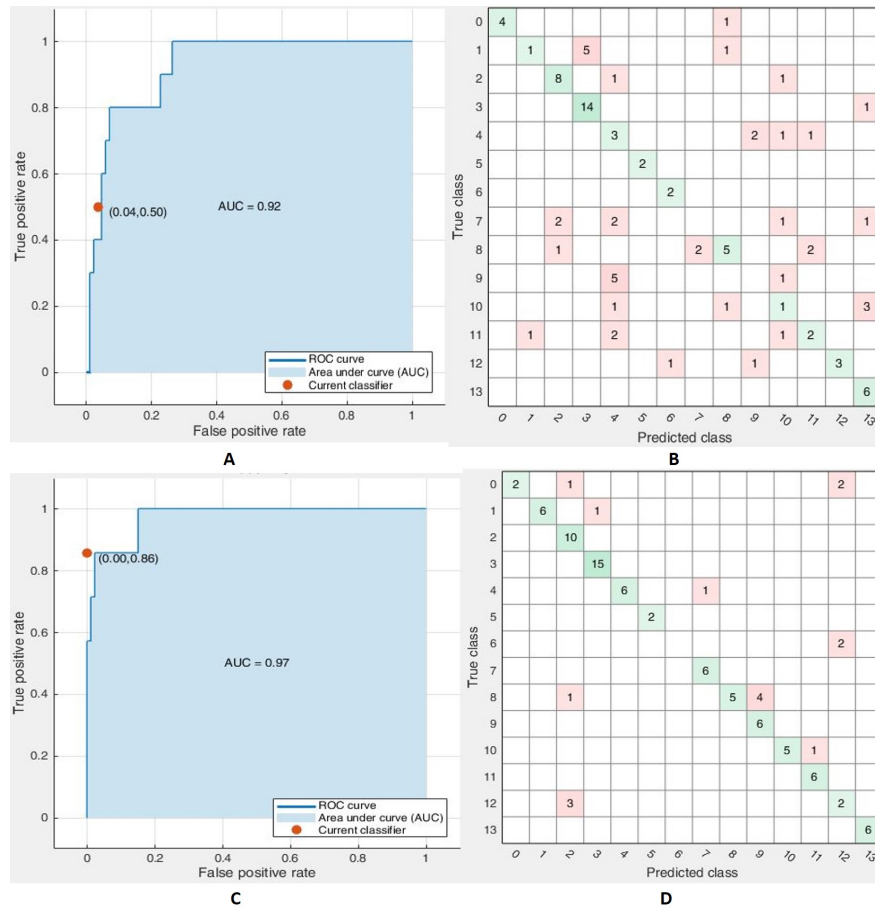 1
0.8
0.6
0.4
0.2
0
True positive rate
(0.04,0.50)
AUC = 0.92
ROC curve
Area under curve (AUC)
Current classifier
0 0.2 0.4 0.6 0.8 1
False positive rate
A
True class
0 4 1
1 1 5 1
2 8 1 1
3 14 1
4 3 2 1 1
5 2
6 2
7 2 2 1 1
8 1 2 5 2
9 5 1
10 1 1 1 3
11 1 2 1 2
12 1 1 3
13 6
0 1 2 3 4 5 6 7 8 9 10 11 12 13
Predicted class
B
1
0.8
0.6
0.4
0.2
0
True positive rate
(0.00,0.86)
AUC = 0.97
ROC curve
Area under curve (AUC)
Current classifier
0 0.2 0.4 0.6 0.8 1
False positive rate
C
True class
0 2 1 2
1 6 1
2 10
3 15
4 6 1
5 2
6 2
7 6
8 1 5 4
9 6
10 5 1
11 6
12 3 2
13 6
0 1 2 3 4 5 6 7 8 9 10 11 12 13
Predicted class
D